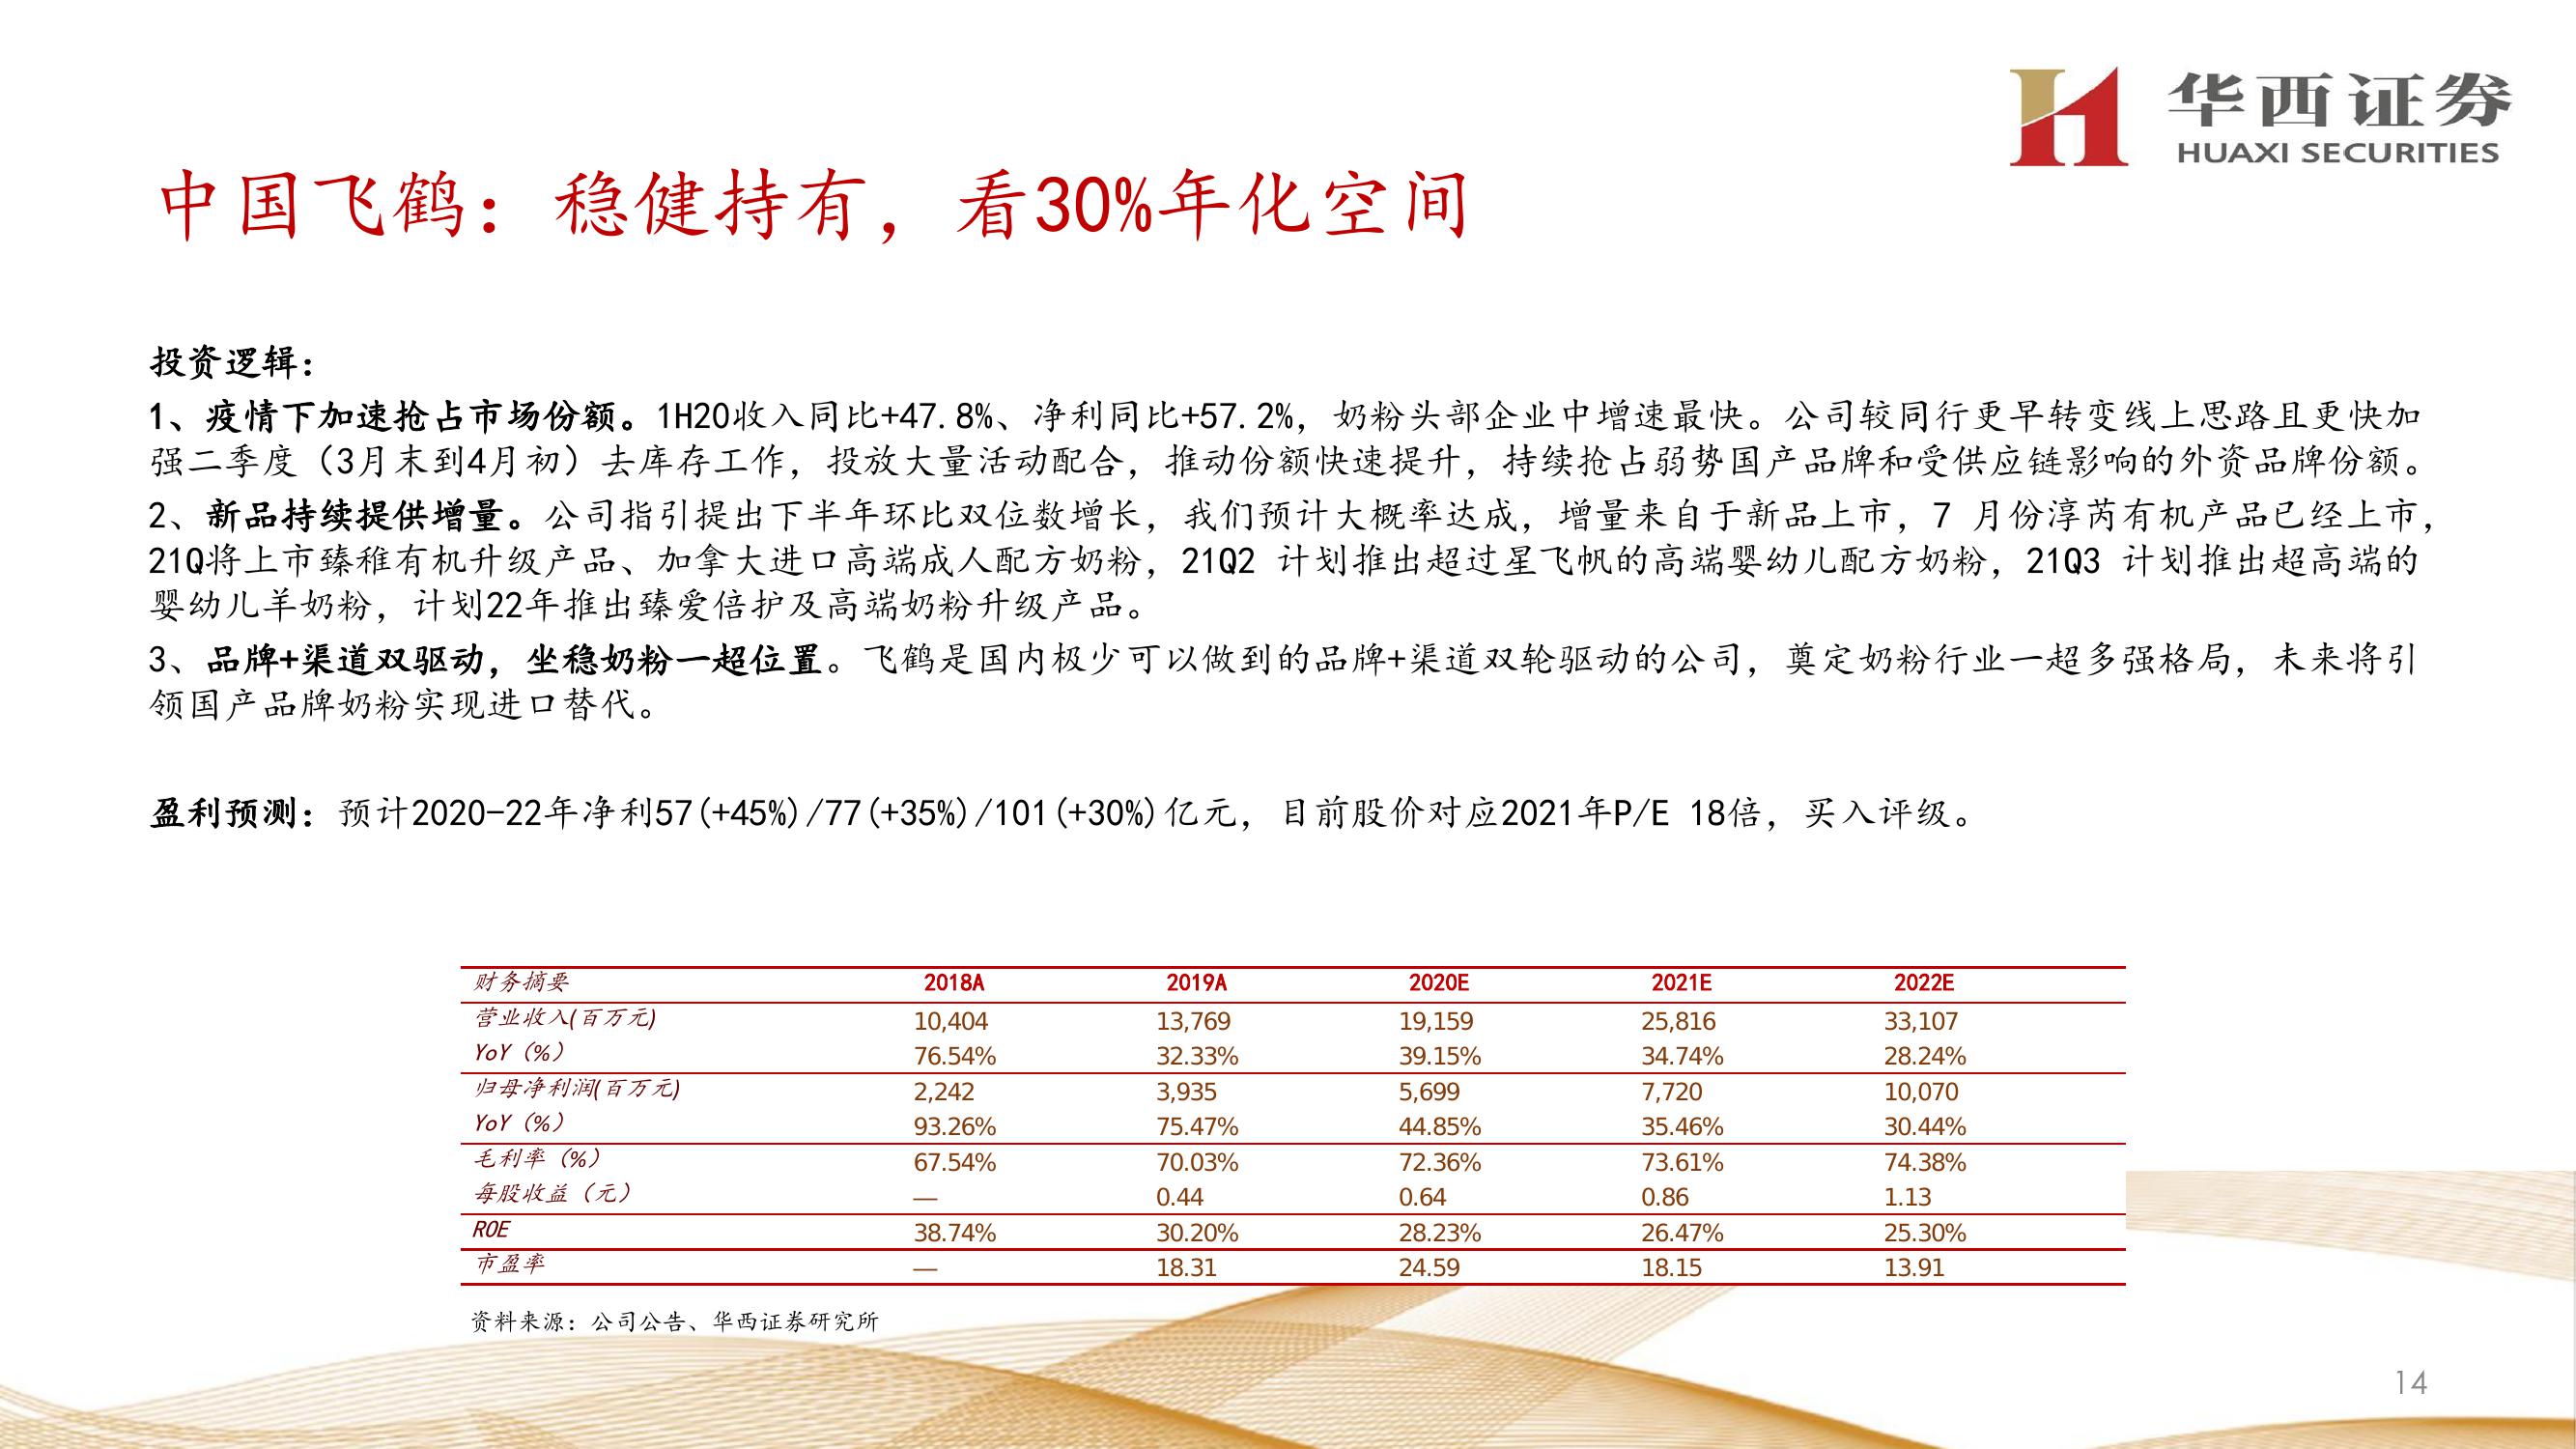 华西证券
HUAXI SECURITIES
中国飞鹤：稳健持有，看30%年化空间
投资逻辑：
1、疫情下加速抢占市场份额。1H20收入同比+47.8%、净利同比+57.2%，奶粉头部企业中增速最快。公司较同行更早转变线上思路且更快加
强二季度（3月末到4月初）去库存工作，投放大量活动配合，推动份额快速提升，持续抢占弱势国产品牌和受供应链影响的外资品牌份额。
2、新品持续提供增量。公司指引提出下半年环比双位数增长，我们预计大概率达成，增量来自于新品上市，7 月份淳芮有机产品已经上市，
21Q将上市臻稚有机升级产品、加拿大进口高端成人配方奶粉，21Q2 计划推出超过星飞帆的高端婴幼儿配方奶粉，21Q3 计划推出超高端的
婴幼儿羊奶粉，计划22年推出臻爱倍护及高端奶粉升级产品。
3、品牌+渠道双驱动，坐稳奶粉一超位置。飞鹤是国内极少可以做到的品牌+渠道双轮驱动的公司，奠定奶粉行业一超多强格局，未来将引
领国产品牌奶粉实现进口替代。
盈利预测：预计2020-22年净利57(+45%)/77(+35%)/101(+30%)亿元，目前股价对应2021年P/E 18倍，买入评级。
财务摘要 2018A 2019A 2020E 2021E 2022E
营业收入(百万元) 10,404 13,769 19,159 25,816 33,107
YoY（%） 76.54% 32.33% 39.15% 34.74% 28.24%
归母净利润(百万元) 2,242 3,935 5,699 7,720 10,070
YoY（%） 93.26% 75.47% 44.85% 35.46% 30.44%
毛利率（%） 67.54% 70.03% 72.36% 73.61% 74.38%
每股收益（元） — 0.44 0.64 0.86 1.13
ROE 38.74% 30.20% 28.23% 26.47% 25.30%
市盈率 — 18.31 24.59 18.15 13.91
资料来源：公司公告、华西证券研究所
14